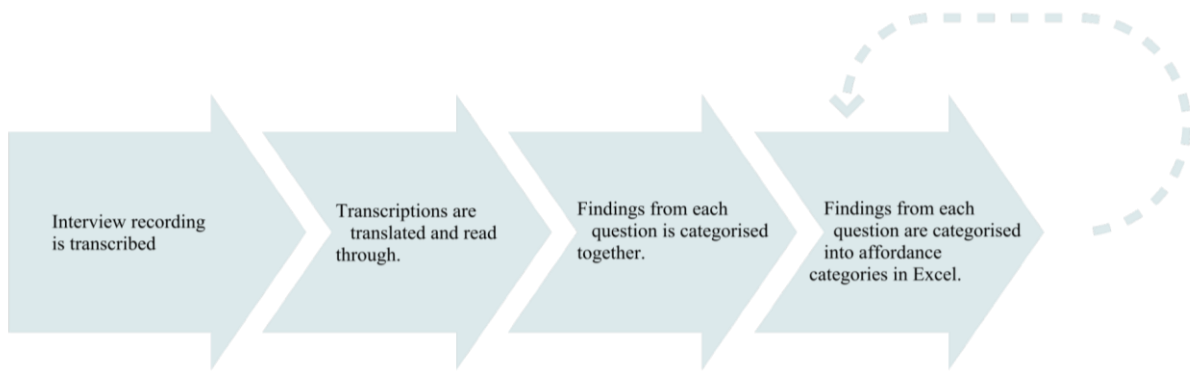 Interview recording
is transcribed
Transcriptions are
translated and read
through.
Findings from each
question is categorised
together.
Findings from each
question are categorised
into affordance
categories in Excel.